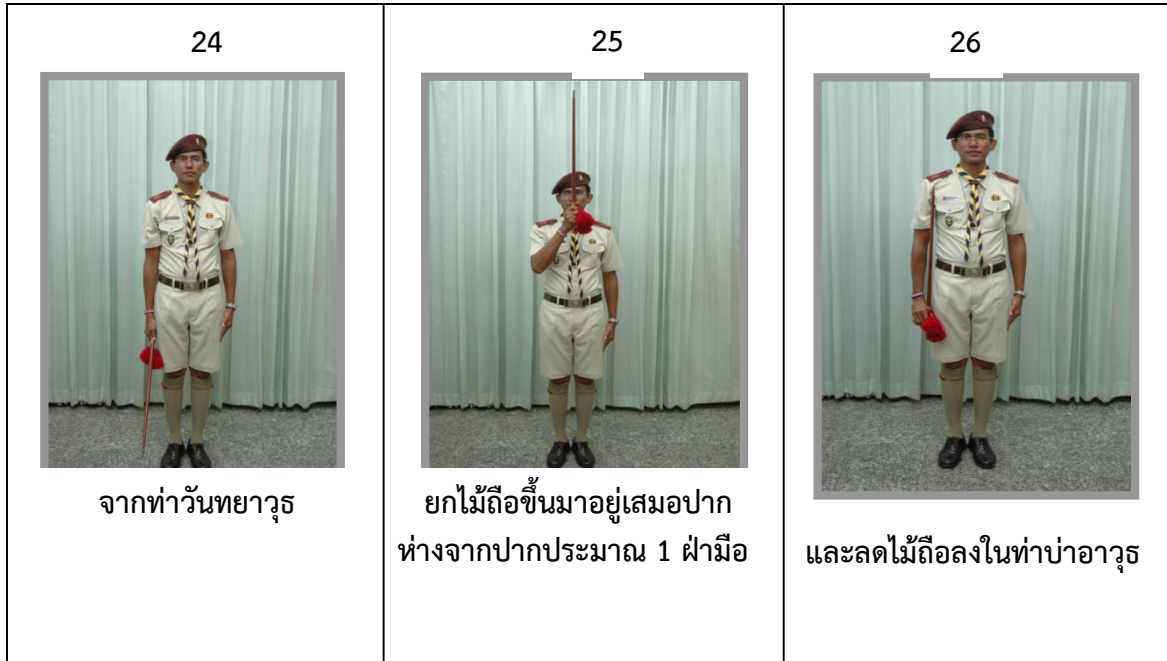 24
จากท่าวันทยาวุธ
25
ยกไม้ถือขึ้นมาอยู่เสมอปาก
ห่างจากปากประมาณ 1 ฝ่ามือ
26
และลดไม้ถือลงในท่าบ่าอาวุธ